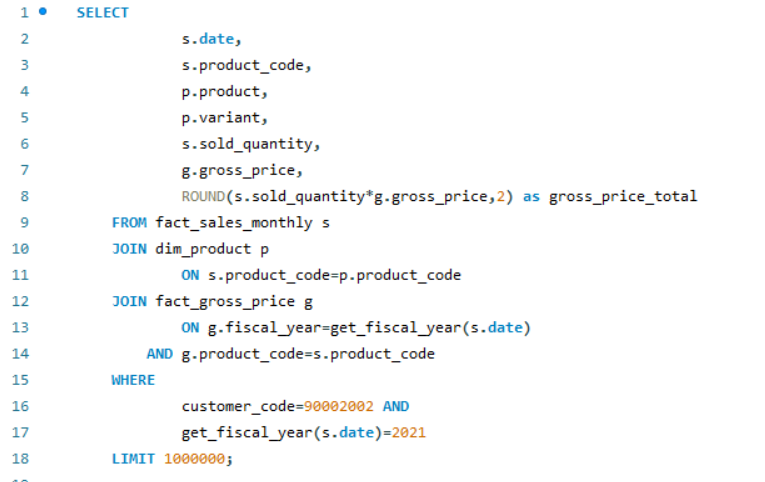 1 SELECT
2 s.date,
3 s.product_code,
4 p.product,
5 p.variant,
6 s.sold_quantity,
7 g.gross_price,
8 ROUND(s.sold_quantity*g.gross_price,2) as gross_price_total
9 FROM fact_sales_monthly s
10 JOIN dim_product p
11 ON s.product_code=p.product_code
12 JOIN fact_gross_price g
13 ON g.fiscal_year=get_fiscal_year(s.date)
14 AND g.product_code=s.product_code
15 WHERE
16 customer_code=90002002 AND
17 get_fiscal_year(s.date)=2021
18 LIMIT 1000000;